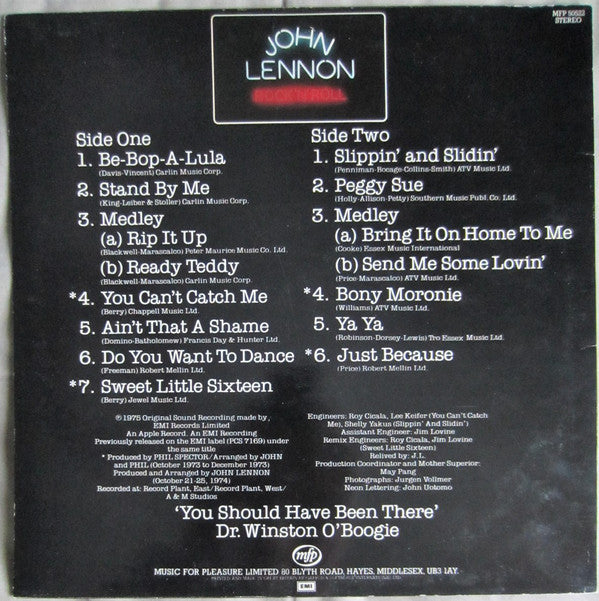 MFP 50522
STEREO
JOHN
LENNON
ROCK 'N' ROLL
Side One
1. Be-Bop-A-Lula
(Davis-Vincent) Carlin Music Corp.
2. Stand By Me
(King-Leiber & Stoller) Carlin Music Corp.
3. Medley
(a) Rip It Up
(Blackwell-Marascalco) Peter Maurice Music Co. Ltd.
(b) Ready Teddy
(Blackwell-Marascalco) Carlin Music Corp.
*4. You Can't Catch Me
(Berry) Chappell Music Ltd.
5. Ain't That A Shame
(Domino-Batholomew) Francis Day & Hunter Ltd.
6. Do You Want To Dance
(Freeman) Robert Mellin Ltd.
*7. Sweet Little Sixteen
(Berry) Jewel Music Ltd.
Side Two
1. Slippin' and Slidin'
(Penniman-Bocage-Collins-Smith) ATV Music Ltd.
2. Peggy Sue
(Holly-Allison-Petty) Southern Music Publ. Co. Ltd.
3. Medley
(a) Bring It On Home To Me
(Cooke) Essex Music International
(b) Send Me Some Lovin'
(Price-Marascalco) ATV Music Ltd.
*4. Bony Moronie
(Williams) ATV Music Ltd.
5. Ya Ya
(Robinson-Dorsey-Lewis) Tro Essex Music Ltd.
*6. Just Because
(Price) Robert Mellin Ltd.
℗ 1975 Original Sound Recording made by
EMI Records Limited
An Apple Record. An EMI Recording
Previously released on the EMI label (PCS 7169) under
the same title
* Produced by PHIL SPECTOR/Arranged by JOHN
and PHIL (October 1973 to December 1973)
Produced and Arranged by JOHN LENNON
(October 21-25, 1974)
Recorded at: Record Plant, East/Record Plant, West/
A & M Studios
Engineers: Roy Cicala, Lee Keifer (You Can't Catch
Me), Shelly Yakus (Slippin' And Slidin')
Assistant Engineer: Jim Lovine
Remix Engineers: Roy Cicala, Jim Lovine
(Sweet Little Sixteen)
Relived by: J.L.
Production Coordinator and Mother Superior:
May Pang
Photographs: Jurgen Vollmer
Neon Lettering: John Uotomo
'You Should Have Been There'
Dr. Winston O'Boogie
mfp
MUSIC FOR PLEASURE LIMITED 80 BLYTH ROAD, HAYES, MIDDLESEX, UB3 1AY.
EMI